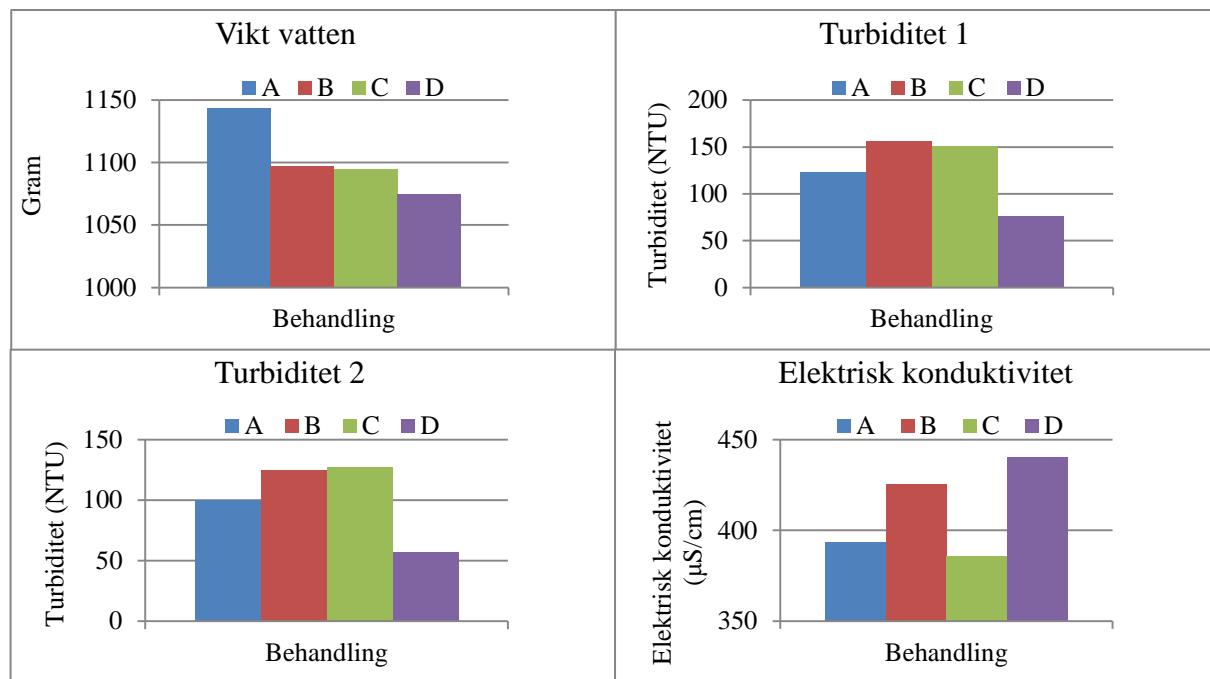 Vikt vatten
A B C D
1150
1100
1050
1000
Gram
Behandling
Turbiditet 1
A B C D
200
150
100
50
0
Turbiditet (NTU)
Behandling
Turbiditet 2
A B C D
150
100
50
0
Turbiditet (NTU)
Behandling
Elektrisk konduktivitet
A B C D
450
400
350
Elektrisk konduktivitet
(µS/cm)
Behandling